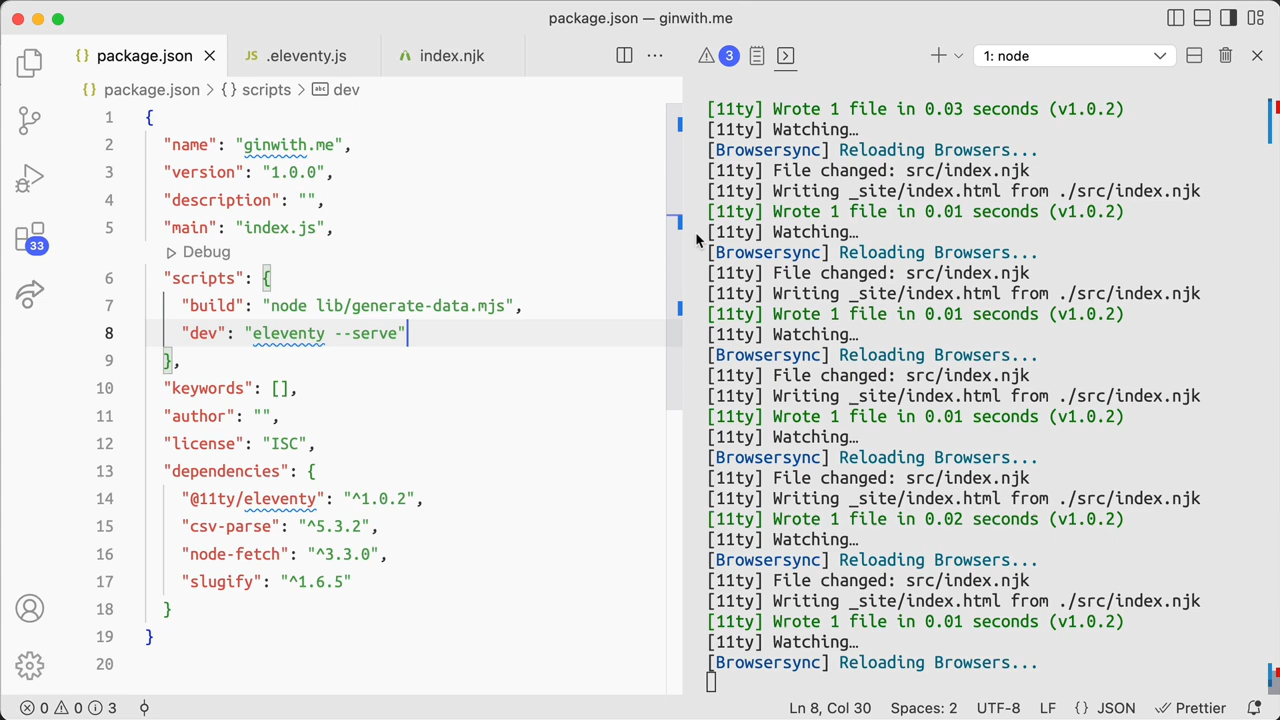 package.json — ginwith.me
{} package.json
JS .eleventy.js
index.njk
3
1: node
{} package.json > {} scripts > abc dev
1 {
2 "name": "ginwith.me",
3 "version": "1.0.0",
4 "description": "",
5 "main": "index.js",
Debug
6 "scripts": {
7 "build": "node lib/generate-data.mjs",
8 "dev": "eleventy --serve"
9 },
10 "keywords": [],
11 "author": "",
12 "license": "ISC",
13 "dependencies": {
14 "@11ty/eleventy": "^1.0.2",
15 "csv-parse": "^5.3.2",
16 "node-fetch": "^3.3.0",
17 "slugify": "^1.6.5"
18 }
19 }
20
33
[11ty] Wrote 1 file in 0.03 seconds (v1.0.2)
[11ty] Watching…
[Browsersync] Reloading Browsers...
[11ty] File changed: src/index.njk
[11ty] Writing _site/index.html from ./src/index.njk
[11ty] Wrote 1 file in 0.01 seconds (v1.0.2)
[11ty] Watching…
[Browsersync] Reloading Browsers...
[11ty] File changed: src/index.njk
[11ty] Writing _site/index.html from ./src/index.njk
[11ty] Wrote 1 file in 0.01 seconds (v1.0.2)
[11ty] Watching…
[Browsersync] Reloading Browsers...
[11ty] File changed: src/index.njk
[11ty] Writing _site/index.html from ./src/index.njk
[11ty] Wrote 1 file in 0.01 seconds (v1.0.2)
[11ty] Watching…
[Browsersync] Reloading Browsers...
[11ty] File changed: src/index.njk
[11ty] Writing _site/index.html from ./src/index.njk
[11ty] Wrote 1 file in 0.02 seconds (v1.0.2)
[11ty] Watching…
[Browsersync] Reloading Browsers...
[11ty] File changed: src/index.njk
[11ty] Writing _site/index.html from ./src/index.njk
[11ty] Wrote 1 file in 0.01 seconds (v1.0.2)
[11ty] Watching…
[Browsersync] Reloading Browsers...
0 0 3
Ln 8, Col 30 Spaces: 2 UTF-8 LF {} JSON Prettier